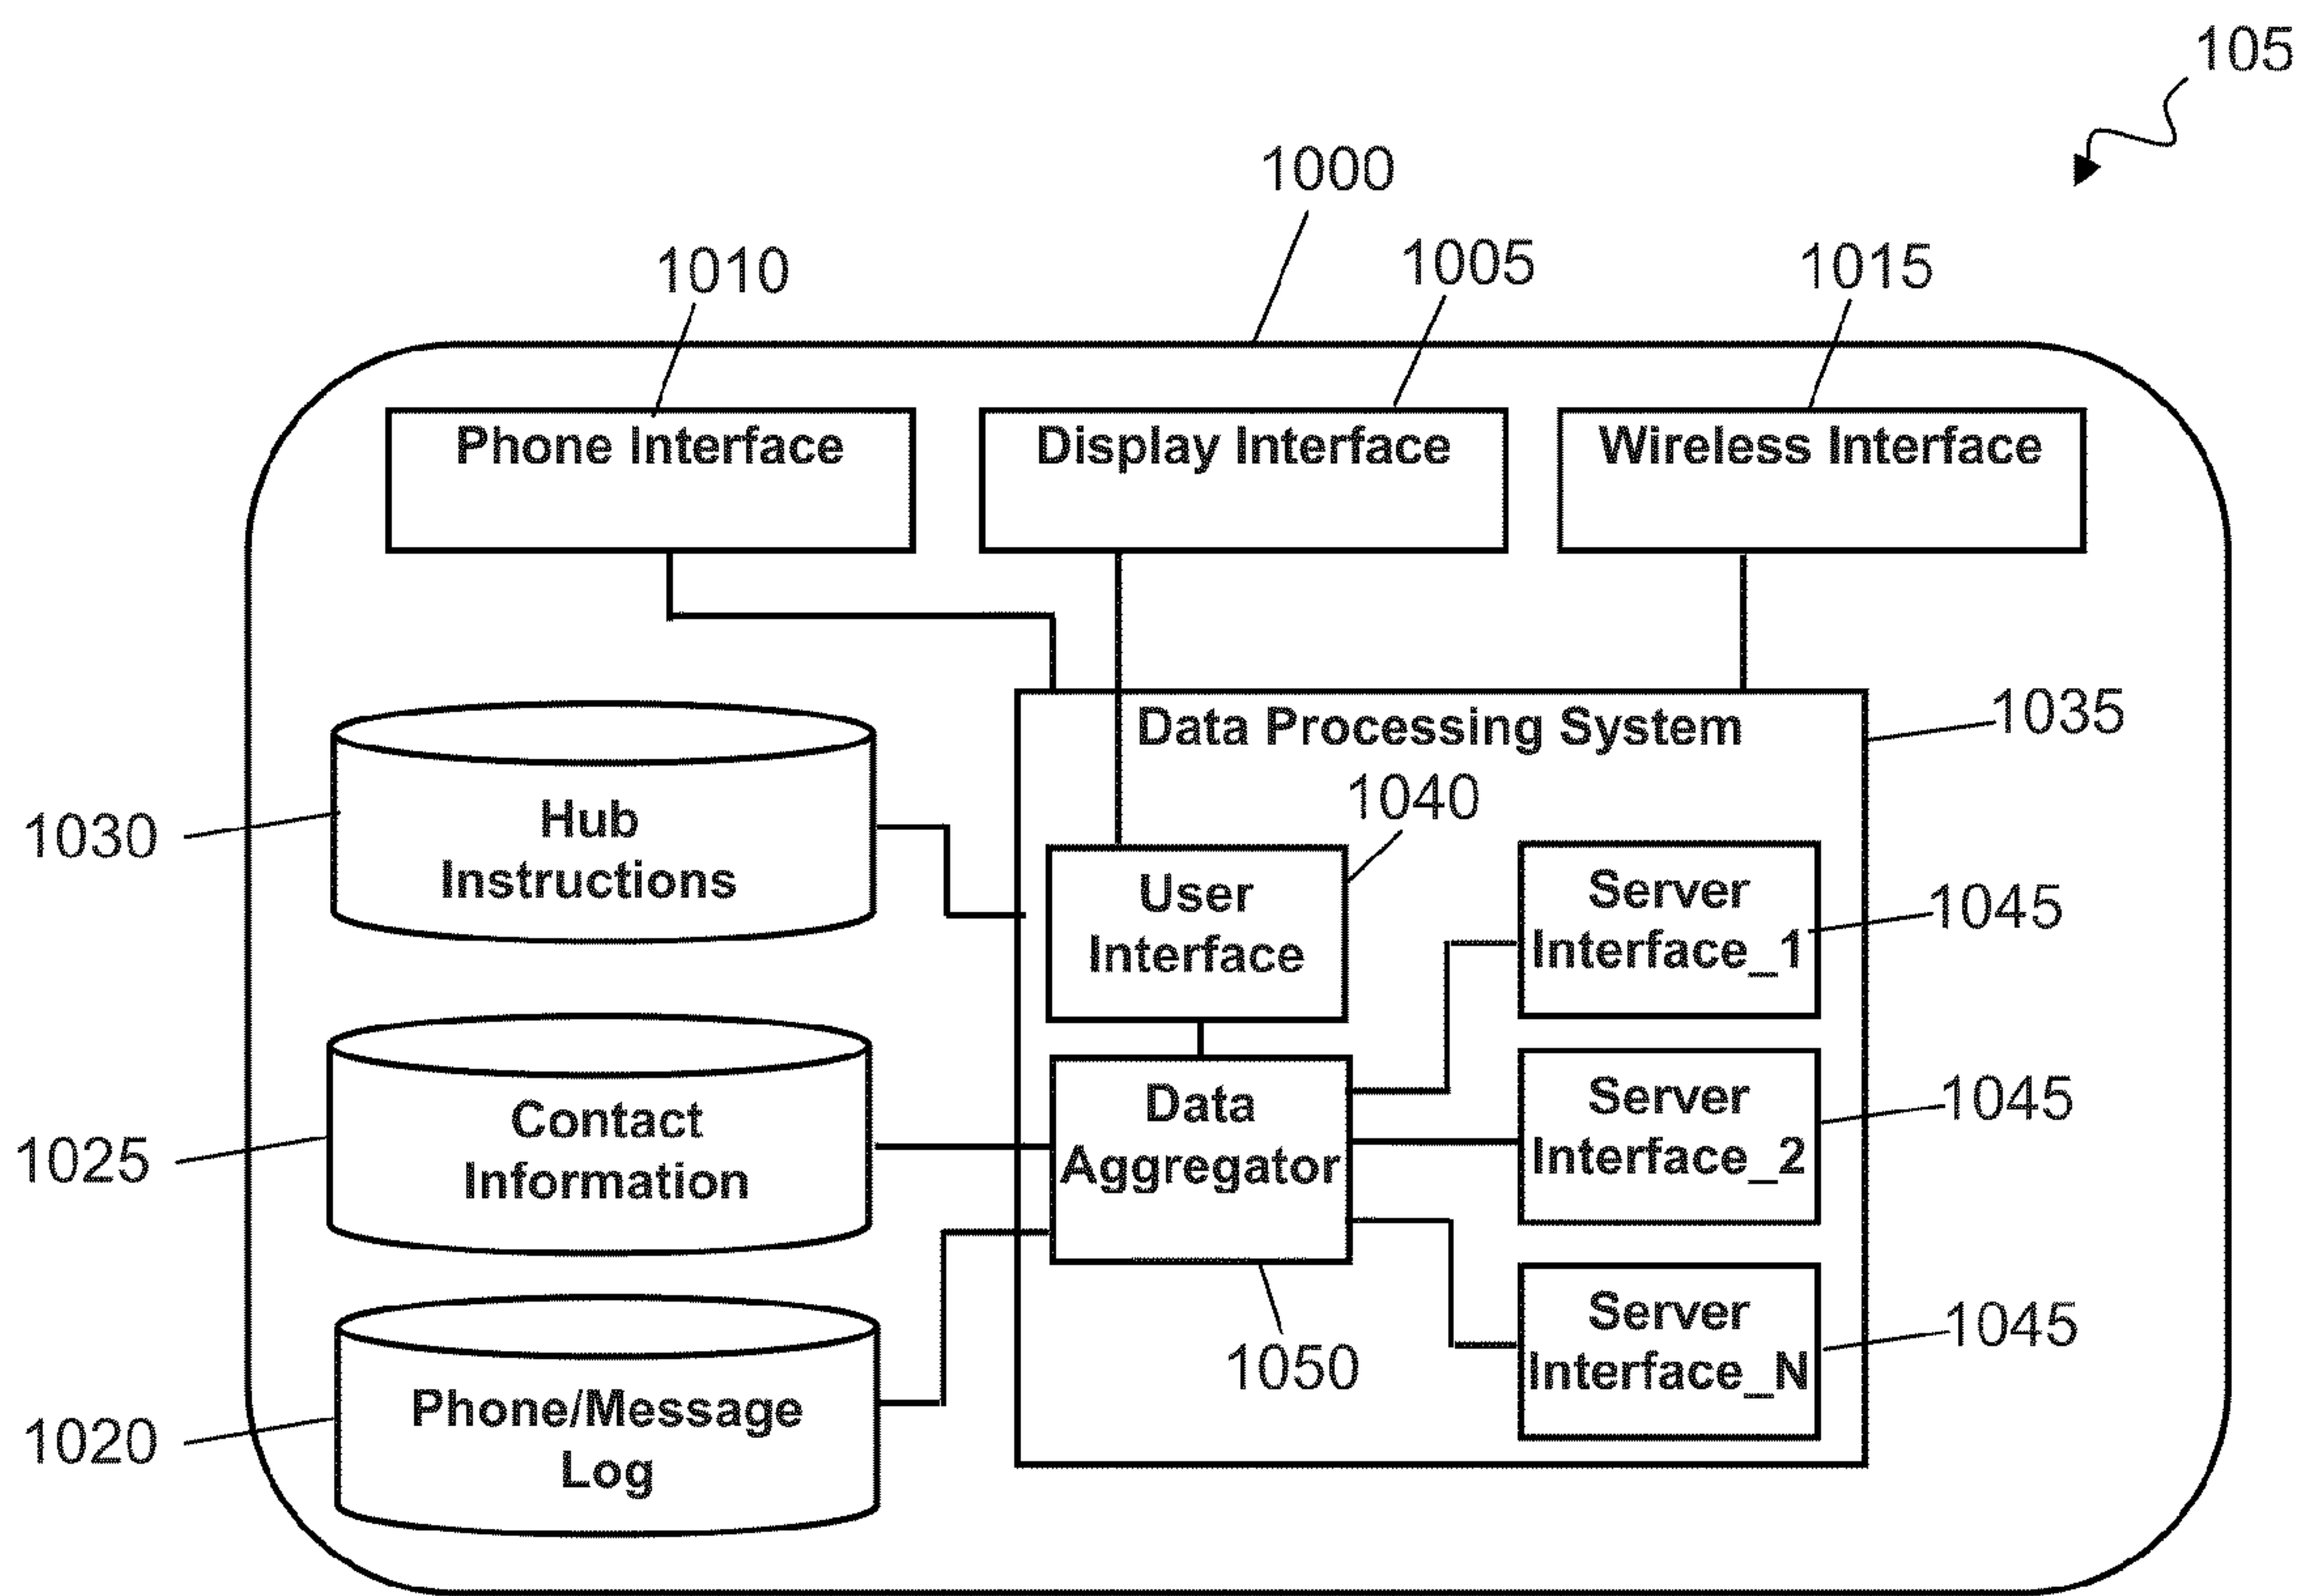 105
1000
1010
1005
1015
Phone Interface
Display Interface
Wireless Interface
Data Processing System
1035
1040
1030
Hub
Instructions
User
Interface
Server
Interface_1
1045
1025
Contact
Information
Data
Aggregator
Server
Interface_2
1045
1020
Phone/Message
Log
1050
Server
Interface_N
1045